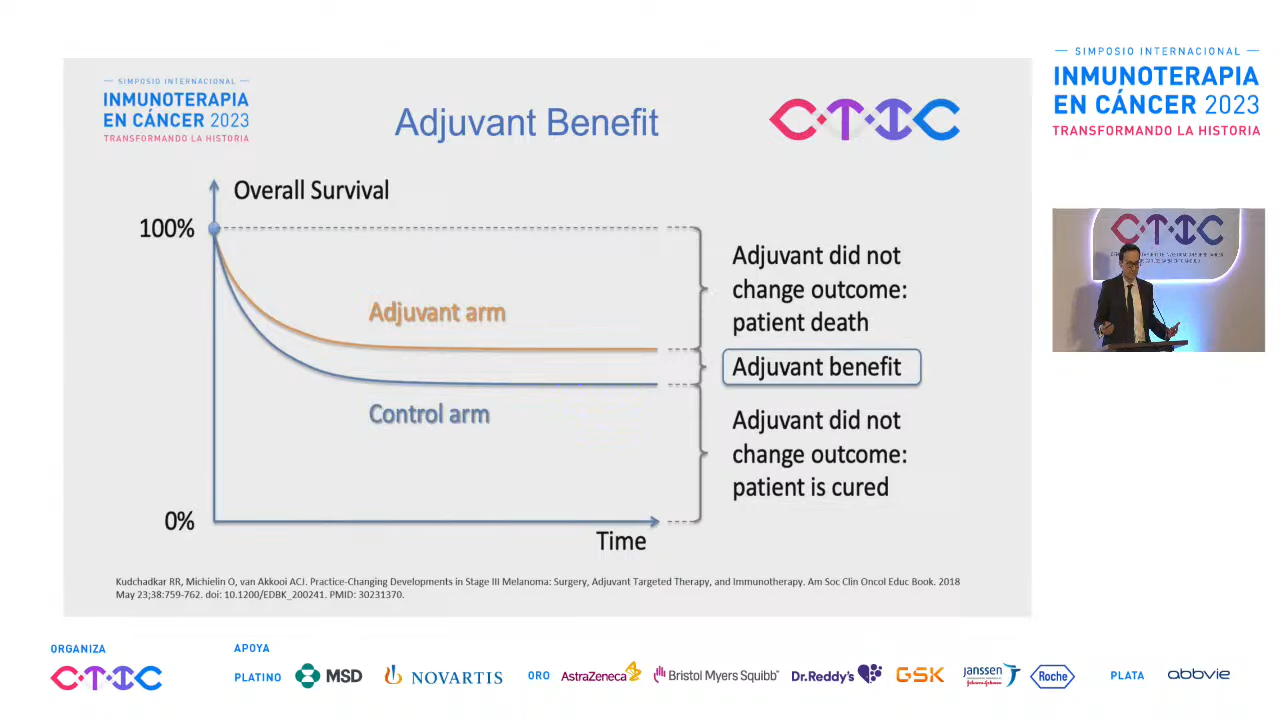 SIMPOSIO INTERNACIONAL
INMUNOTERAPIA
EN CÁNCER 2023
TRANSFORMANDO LA HISTORIA
Adjuvant Benefit
CTIC
Overall Survival
100%
Adjuvant arm
Control arm
0%
Time
Adjuvant did not
change outcome:
patient death
Adjuvant benefit
Adjuvant did not
change outcome:
patient is cured
Kudchadkar RR, Michielin O, van Akkooi ACJ. Practice-Changing Developments in Stage III Melanoma: Surgery, Adjuvant Targeted Therapy, and Immunotherapy. Am Soc Clin Oncol Educ Book. 2018
May 23;38:759-762. doi: 10.1200/EDBK_200241. PMID: 30231370.
SIMPOSIO INTERNACIONAL
INMUNOTERAPIA
EN CÁNCER 2023
TRANSFORMANDO LA HISTORIA
CTIC
ORGANIZA
CTIC
APOYA
PLATINO
MSD
NOVARTIS
ORO
AstraZeneca
Bristol Myers Squibb™
Dr.Reddy's
GSK
Janssen
Johnson & Johnson
Roche
PLATA
abbvie